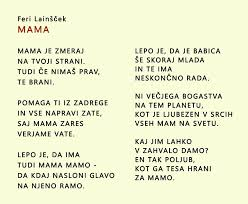 Feri Lainšček
MAMA
MAMA JE ZMERAJ
NA TVOJI STRANI.
TUDI ČE NIMAŠ PRAV,
TE BRANI.
POMAGA TI IZ ZADREGE
IN VSE NAPRAVI ZATE,
SAJ MAMA ZARES
VERJAME VATE.
LEPO JE, DA IMA
TUDI MAMA MAMO -
DA KDAJ NASLONI GLAVO
NA NJENO RAMO.
LEPO JE, DA JE BABICA
ŠE SKORAJ MLADA
IN TE IMA
NESKONČNO RADA.
NI VEČJEGA BOGASTVA
NA TEM PLANETU,
KOT JE LJUBEZEN V SRCIH
VSEH MAM NA SVETU.
KAJ JIM LAHKO
V ZAHVALO DAMO?
EN TAK POLJUB,
KOT GA TESA HRANI
ZA MAMO.